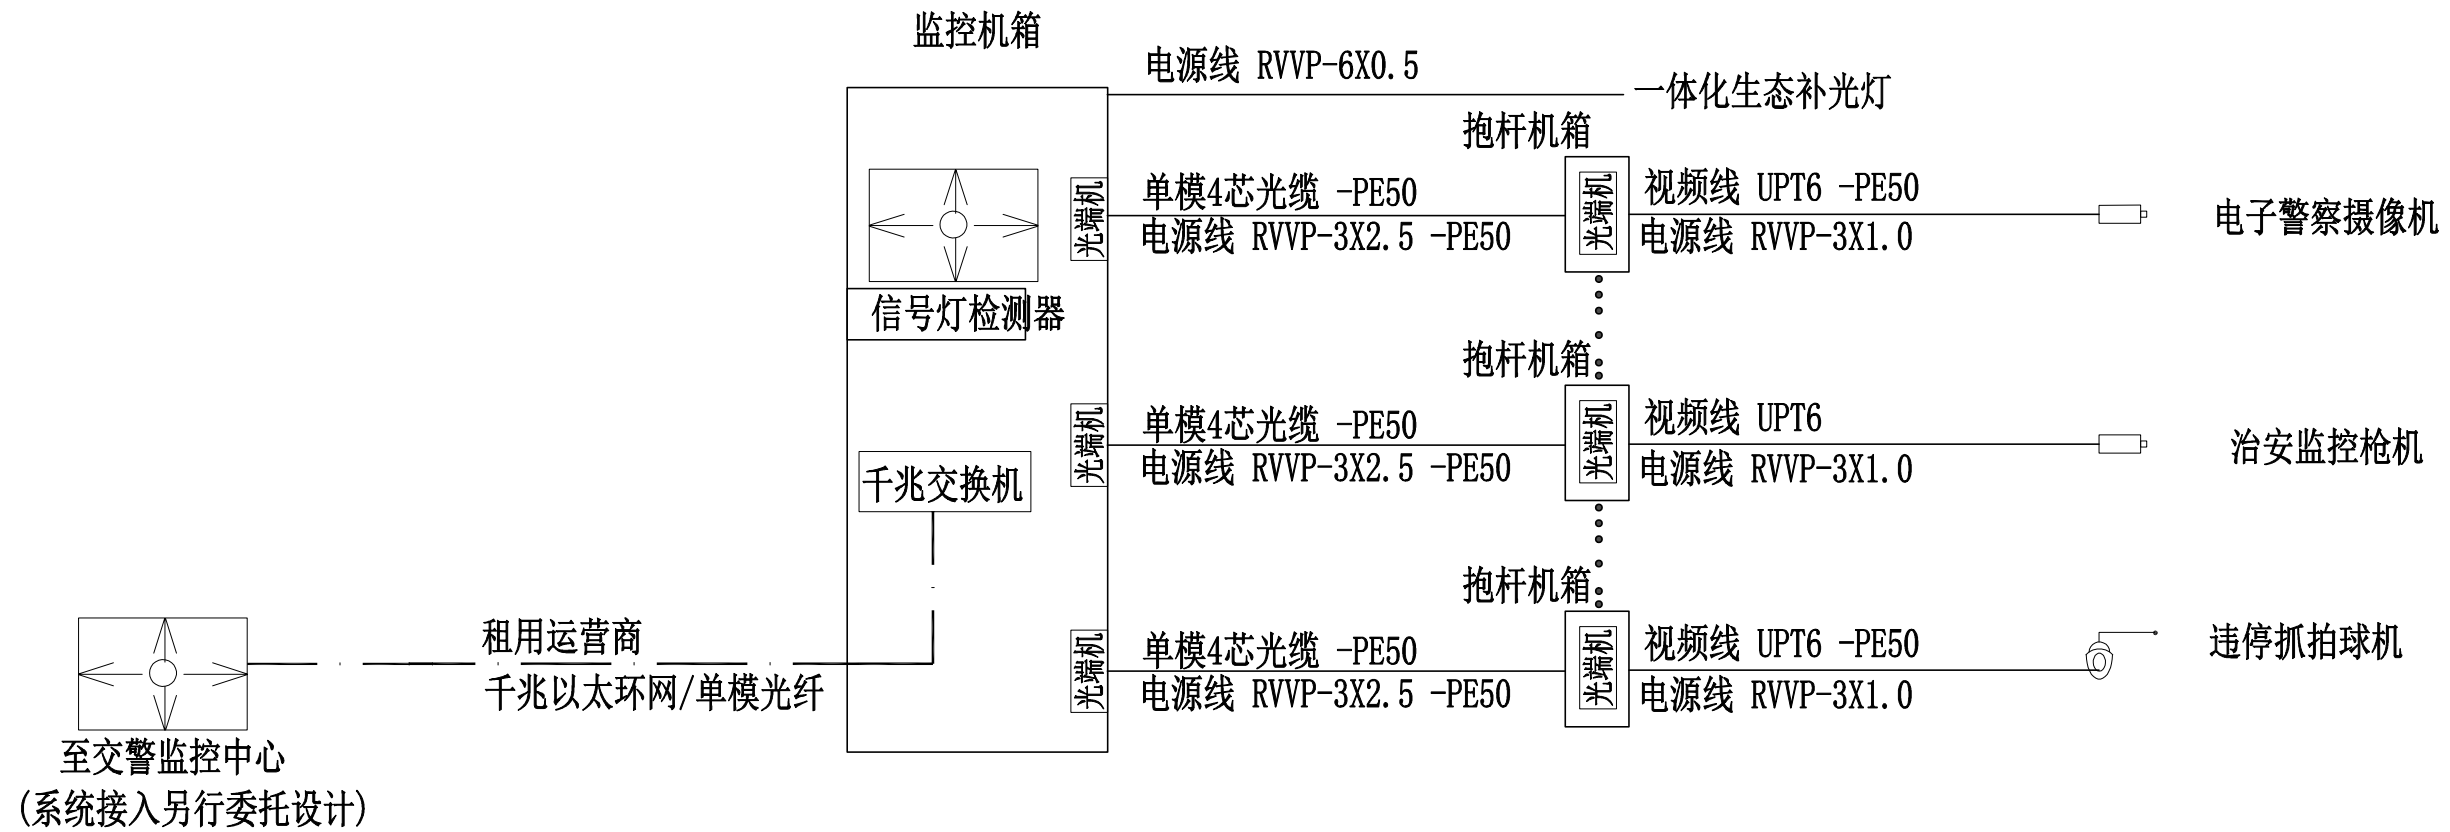 监控机箱
电源线 RVVP-6X0.5
一体化生态补光灯
抱杆机箱
光端机
单模4芯光缆 -PE50
电源线 RVVP-3X2.5 -PE50
光端机
视频线 UPT6 -PE50
电源线 RVVP-3X1.0
电子警察摄像机
信号灯检测器
抱杆机箱
光端机
单模4芯光缆 -PE50
电源线 RVVP-3X2.5 -PE50
光端机
视频线 UPT6
电源线 RVVP-3X1.0
治安监控枪机
千兆交换机
抱杆机箱
光端机
单模4芯光缆 -PE50
电源线 RVVP-3X2.5 -PE50
光端机
视频线 UPT6 -PE50
电源线 RVVP-3X1.0
违停抓拍球机
租用运营商
千兆以太环网/单模光纤
至交警监控中心
(系统接入另行委托设计)